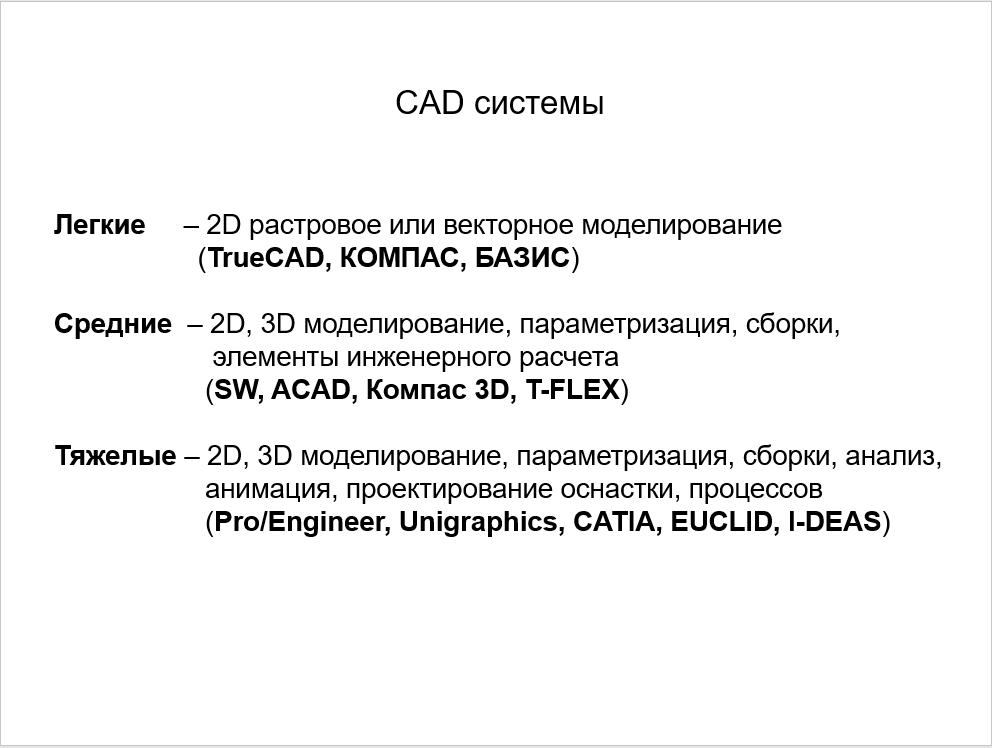 CAD системы
Легкие – 2D растровое или векторное моделирование
(TrueCAD, КОМПАС, БАЗИС)
Средние – 2D, 3D моделирование, параметризация, сборки,
элементы инженерного расчета
(SW, ACAD, Компас 3D, T-FLEX)
Тяжелые – 2D, 3D моделирование, параметризация, сборки, анализ,
анимация, проектирование оснастки, процессов
(Pro/Engineer, Unigraphics, CATIA, EUCLID, I-DEAS)